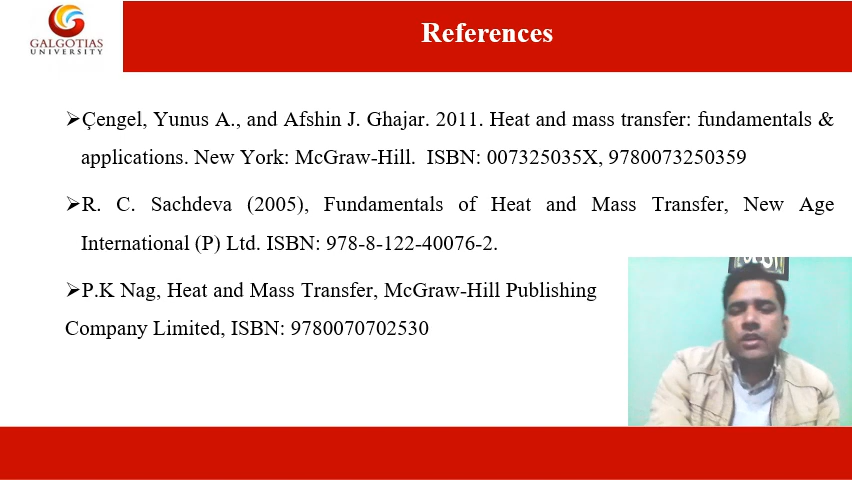 GALGOTIAS
UNIVERSITY
References
➢Çengel, Yunus A., and Afshin J. Ghajar. 2011. Heat and mass transfer: fundamentals &
applications. New York: McGraw-Hill.  ISBN: 007325035X, 9780073250359
➢R. C. Sachdeva (2005), Fundamentals of Heat and Mass Transfer, New Age
International (P) Ltd. ISBN: 978-8-122-40076-2.
➢P.K Nag, Heat and Mass Transfer, McGraw-Hill Publishing
Company Limited, ISBN: 9780070702530